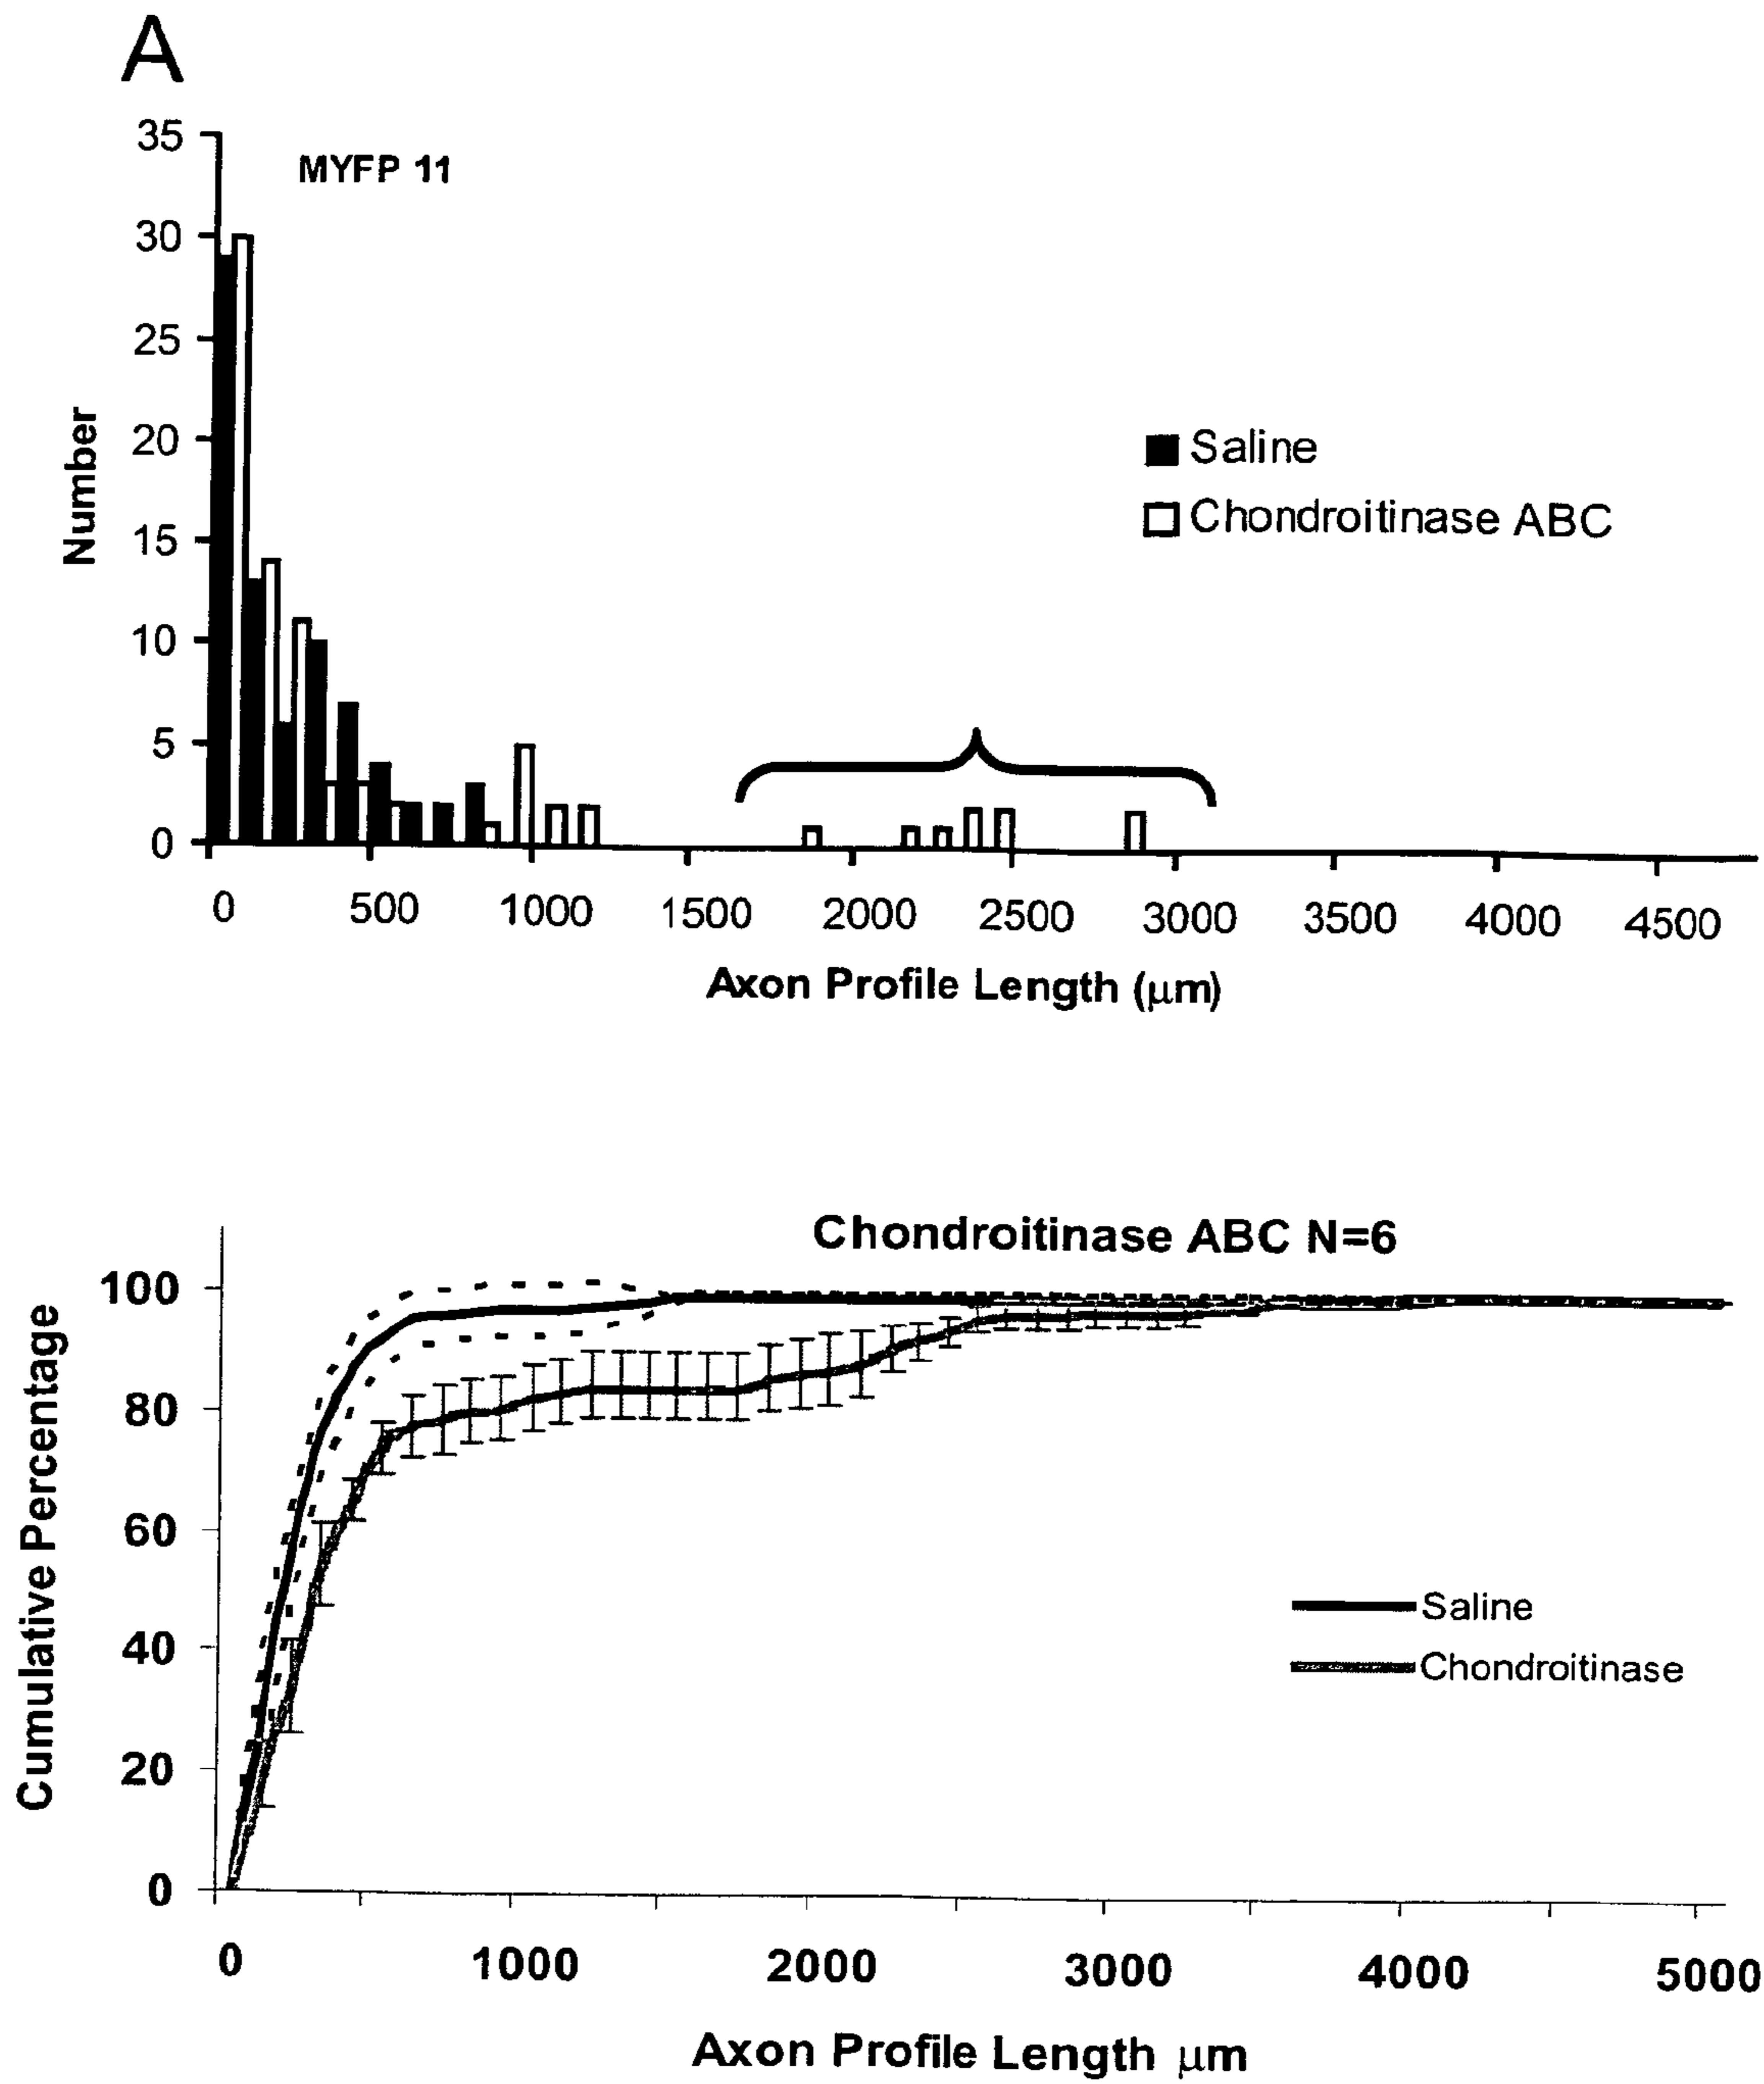 A
35
MYFP 11
30
25
20
15
10
5
0
Number
Saline
Chondroitinase ABC
0 500 1000 1500 2000 2500 3000 3500 4000 4500
Axon Profile Length (μm)
Chondroitinase ABC N=6
100
80
60
40
20
0
Cumulative Percentage
Saline
Chondroitinase
0 1000 2000 3000 4000 5000
Axon Profile Length μm